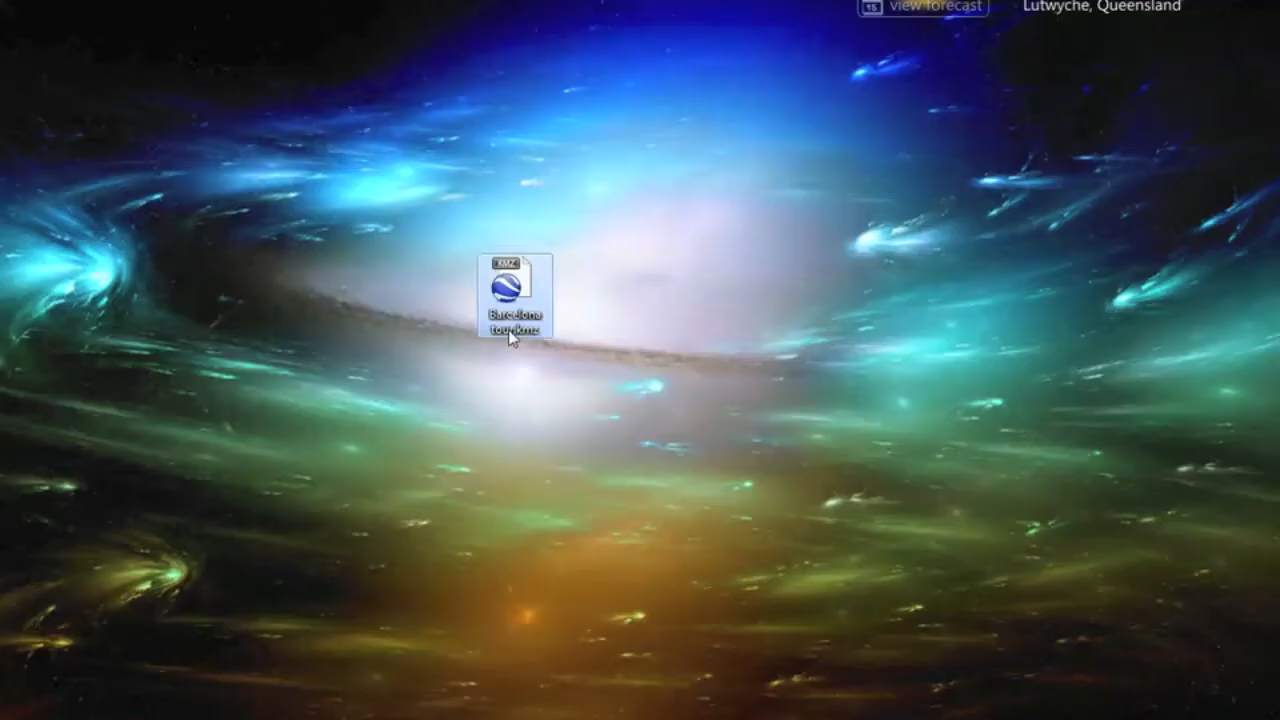 15 view forecast
Lutwyche, Queensland
KMZ
Barcelona
tour.kmz